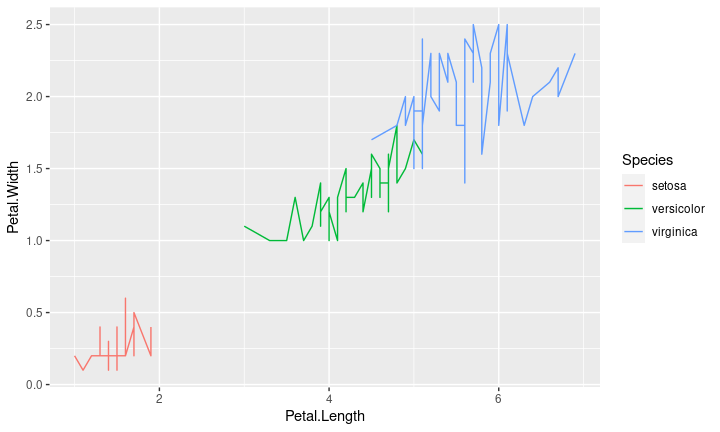 2.5
2.0
1.5
1.0
0.5
0.0
Petal.Width
2
4
6
Petal.Length
Species
setosa
versicolor
virginica